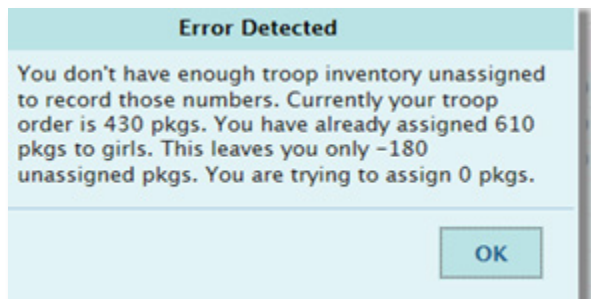 Error Detected
You don't have enough troop inventory unassigned
to record those numbers. Currently your troop
order is 430 pkgs. You have already assigned 610
pkgs to girls. This leaves you only -180
unassigned pkgs. You are trying to assign 0 pkgs.
OK